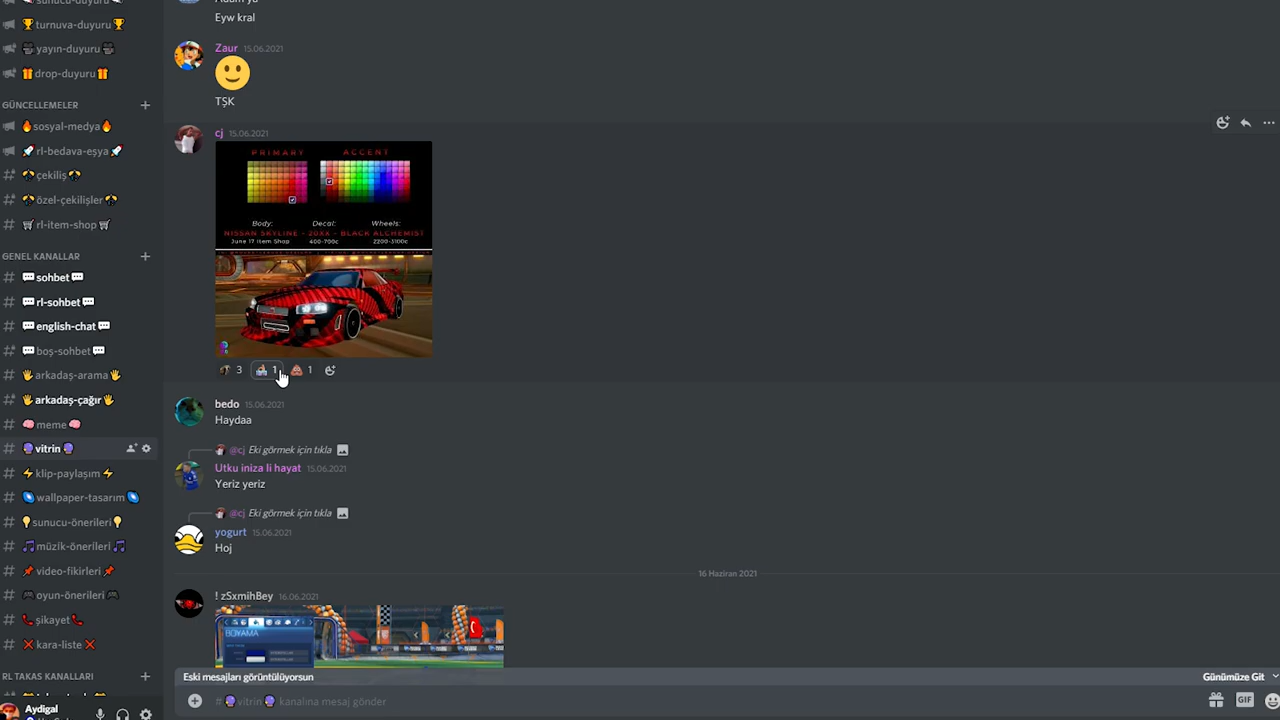 sunucu-duyuru
turnuva-duyuru
yayın-duyuru
drop-duyuru
GÜNCELLEMELER
sosyal-medya
rl-bedava-eşya
çekiliş
özel-çekilişler
rl-item-shop
GENEL KANALLAR
sohbet
rl-sohbet
english-chat
boş-sohbet
arkadaş-arama
arkadaş-çağır
meme
vitrin
klip-paylaşım
wallpaper-tasarım
sunucu-önerileri
müzik-önerileri
video-fikirleri
oyun-önerileri
şikayet
kara-liste
RL TAKAS KANALLARI
Aydigal
Adam ya
Eyw kral
Zaur 15.06.2021
TŞK
cj 15.06.2021
PRIMARY ACCENT
Body: Decal: Wheels:
NISSAN SKYLINE - 20XX - BLACK ALCHEMIST
June 17 Item Shop 400-700c 2200-3100c
3 1 1
bedo 15.06.2021
Haydaa
@cj Eki görmek için tıkla
Utku iniza li hayat 15.06.2021
Yeriz yeriz
@cj Eki görmek için tıkla
yogurt 15.06.2021
Hoj
16 Haziran 2021
! zSxmihBey 16.06.2021
BOYAMA
Eski mesajları görüntülüyorsun Günümüze Git
# vitrin kanalına mesaj gönder
GIF